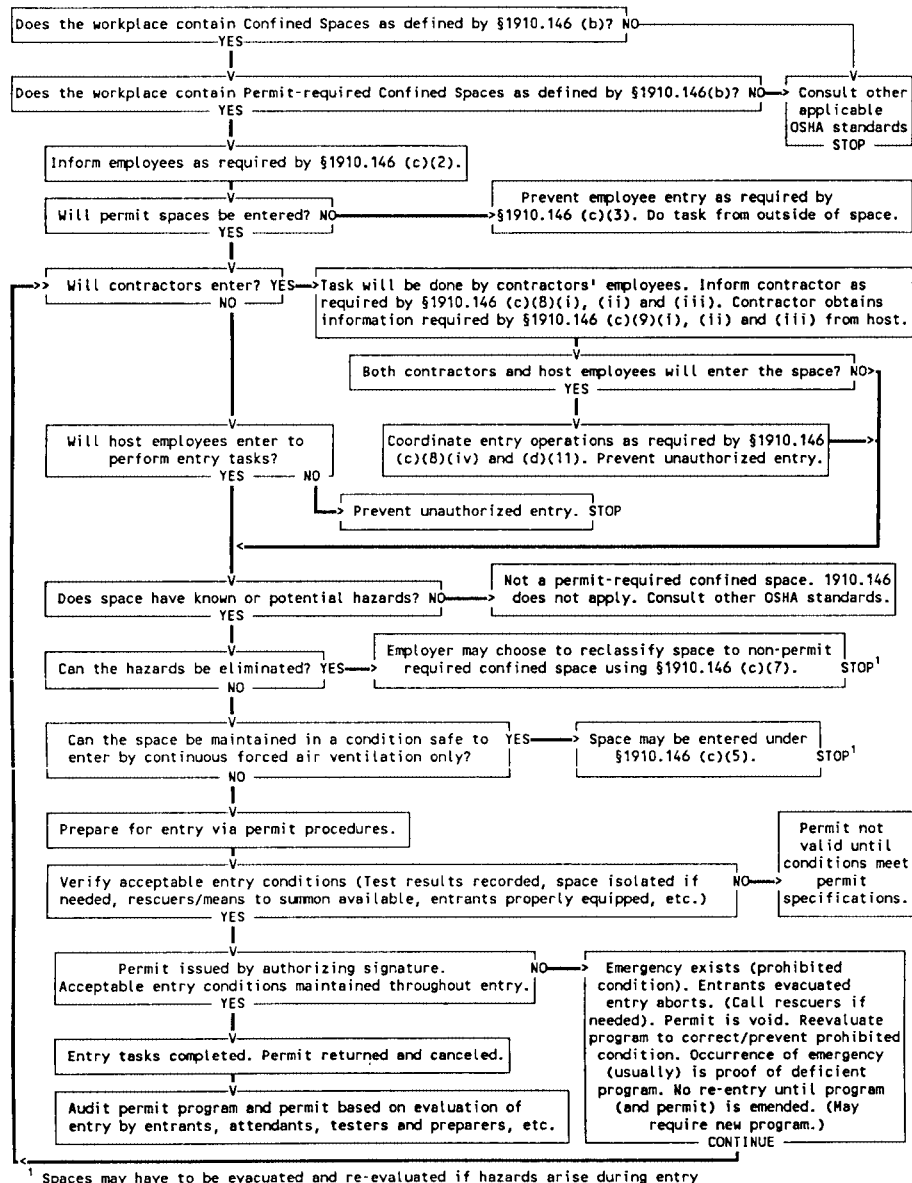 Does the workplace contain Confined Spaces as defined by §1910.146 (b)? NO
YES
Does the workplace contain Permit-required Confined Spaces as defined by §1910.146(b)? NO
YES
Consult other
applicable
OSHA standards
STOP
Inform employees as required by §1910.146 (c)(2).
Will permit spaces be entered? NO
YES
Prevent employee entry as required by
§1910.146 (c)(3). Do task from outside of space.
Will contractors enter? YES
NO
Task will be done by contractors' employees. Inform contractor as
required by §1910.146 (c)(8)(i), (ii) and (iii). Contractor obtains
information required by §1910.146 (c)(9)(i), (ii) and (iii) from host.
Both contractors and host employees will enter the space? NO
YES
Will host employees enter to
perform entry tasks?
YES NO
Coordinate entry operations as required by §1910.146
(c)(8)(iv) and (d)(11). Prevent unauthorized entry.
Prevent unauthorized entry. STOP
Does space have known or potential hazards? NO
YES
Not a permit-required confined space. 1910.146
does not apply. Consult other OSHA standards.
Can the hazards be eliminated? YES
NO
Employer may choose to reclassify space to non-permit
required confined space using §1910.146 (c)(7). STOP¹
Can the space be maintained in a condition safe to
enter by continuous forced air ventilation only?
YES
NO
Space may be entered under
§1910.146 (c)(5). STOP¹
Prepare for entry via permit procedures.
Verify acceptable entry conditions (Test results recorded, space isolated if
needed, rescuers/means to summon available, entrants properly equipped, etc.)
NO
YES
Permit not
valid until
conditions meet
permit
specifications.
Permit issued by authorizing signature.
Acceptable entry conditions maintained throughout entry.
NO
YES
Emergency exists (prohibited
condition). Entrants evacuated
entry aborts. (Call rescuers if
needed). Permit is void. Reevaluate
program to correct/prevent prohibited
condition. Occurrence of emergency
(usually) is proof of deficient
program. No re-entry until program
(and permit) is emended. (May
require new program.)
CONTINUE
Entry tasks completed. Permit returned and canceled.
Audit permit program and permit based on evaluation of
entry by entrants, attendants, testers and preparers, etc.
¹ Spaces may have to be evacuated and re-evaluated if hazards arise during entry